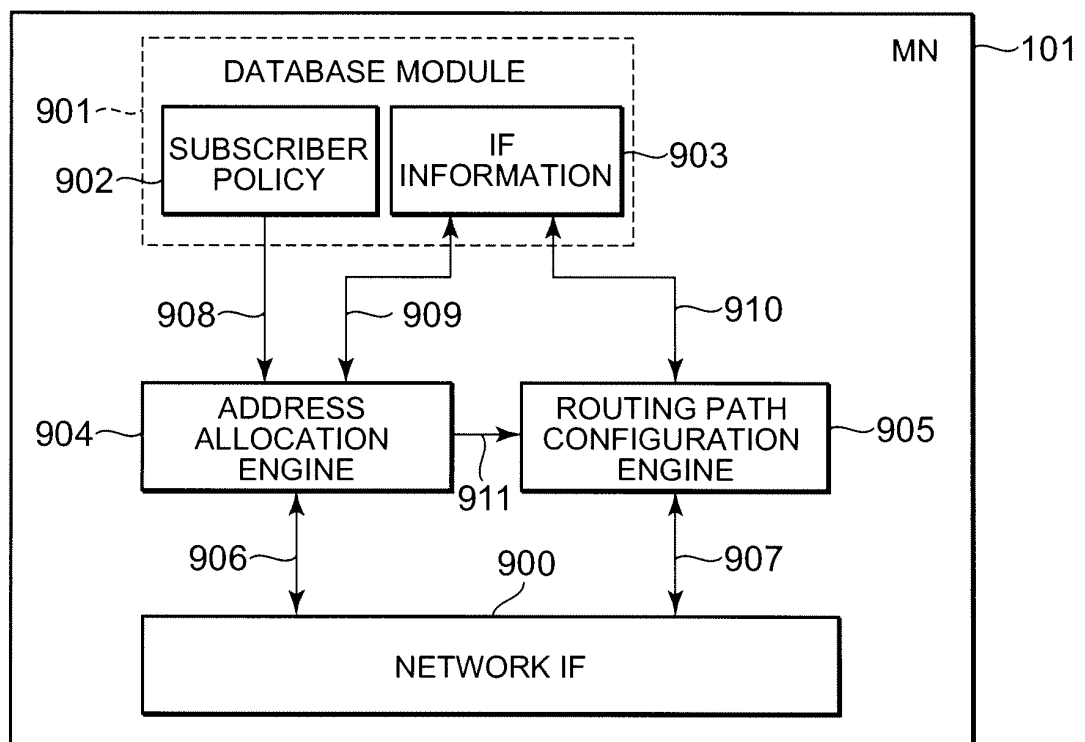 MN
101
DATABASE MODULE
901
SUBSCRIBER
POLICY
902
IF
INFORMATION
903
908
909
910
ADDRESS
ALLOCATION
ENGINE
904
911
ROUTING PATH
CONFIGURATION
ENGINE
905
906
900
907
NETWORK IF